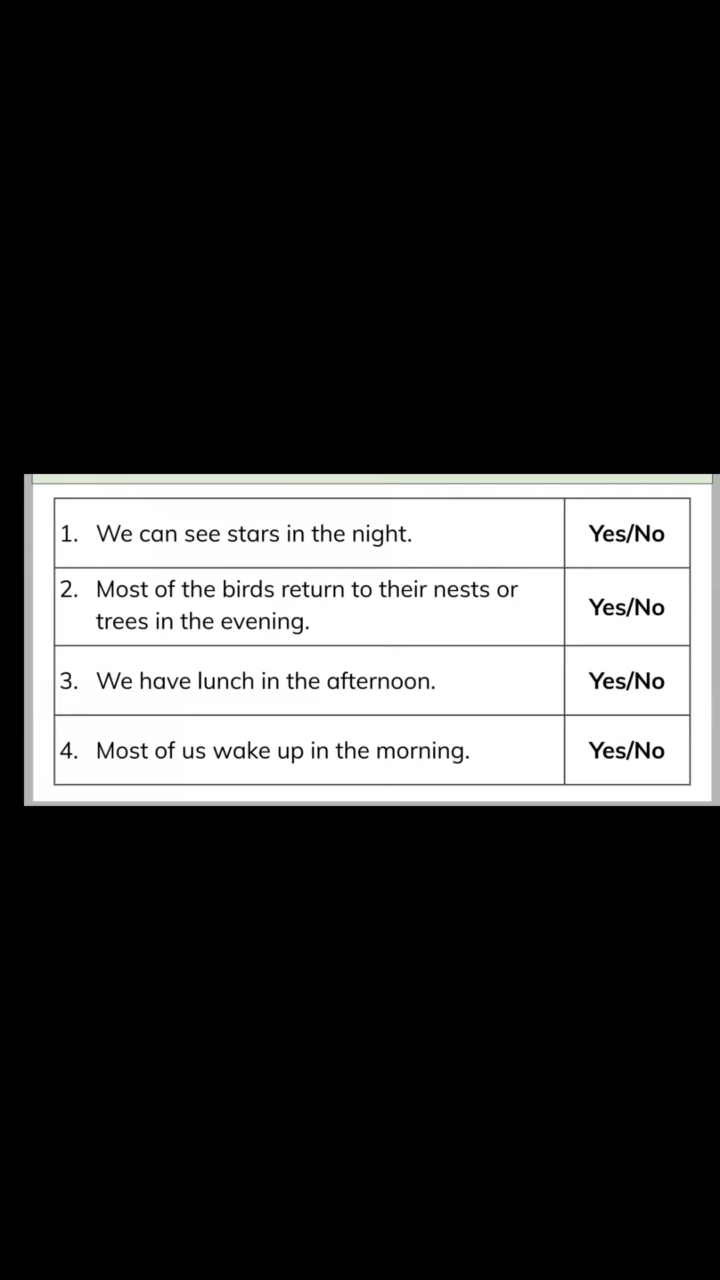 1. We can see stars in the night. Yes/No
2. Most of the birds return to their nests or
trees in the evening. Yes/No
3. We have lunch in the afternoon. Yes/No
4. Most of us wake up in the morning. Yes/No